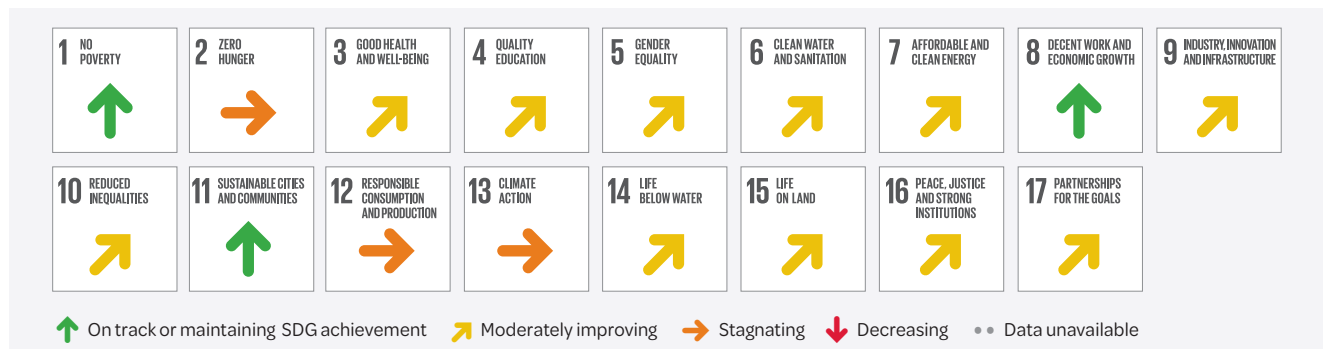 1 NO
POVERTY
2 ZERO
HUNGER
3 GOOD HEALTH
AND WELL-BEING
4 QUALITY
EDUCATION
5 GENDER
EQUALITY
6 CLEAN WATER
AND SANITATION
7 AFFORDABLE AND
CLEAN ENERGY
8 DECENT WORK AND
ECONOMIC GROWTH
9 INDUSTRY, INNOVATION
AND INFRASTRUCTURE
10 REDUCED
INEQUALITIES
11 SUSTAINABLE CITIES
AND COMMUNITIES
12 RESPONSIBLE
CONSUMPTION
AND PRODUCTION
13 CLIMATE
ACTION
14 LIFE
BELOW WATER
15 LIFE
ON LAND
16 PEACE, JUSTICE
AND STRONG
INSTITUTIONS
17 PARTNERSHIPS
FOR THE GOALS
On track or maintaining SDG achievement Moderately improving Stagnating Decreasing Data unavailable